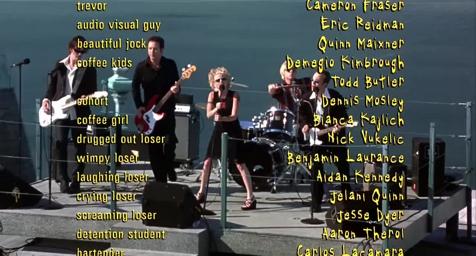 trevor Cameron Fraser
audio visual guy Eric Reidman
beautiful jock Quinn Maixner
coffee kids Demegio Kimbrough
Todd Butler
cohort Dennis Mosley
coffee girl Bianca Kajlich
drugged out loser Nick Vukelic
wimpy loser Benjamin Laurance
laughing loser Aidan Kennedy
crying loser Jelani Quinn
screaming loser Jesse Dyer
detention student Aaron Therol
bartender Carlos Lacamara